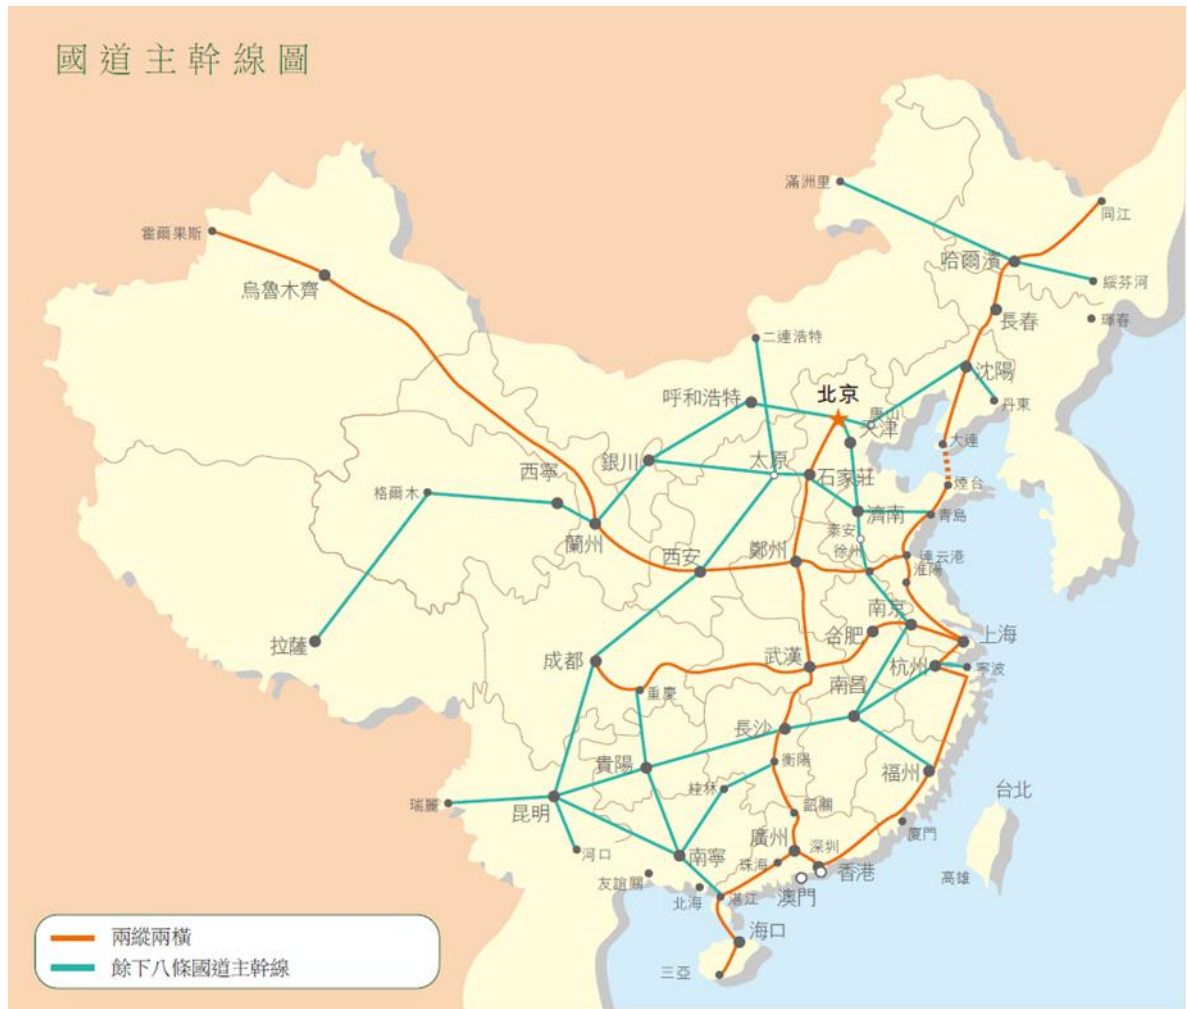 國道主幹線圖
滿洲里
同江
霍爾果斯
哈爾濱
烏魯木齊
綏芬河
長春
琿春
二連浩特
瀋陽
呼和浩特
北京
唐山
丹東
天津
大連
銀川
太原
石家莊
西寧
格爾木
煙台
濟南
青島
蘭州
泰安
西安
鄭州
徐州
連云港
淮陽
南京
合肥
上海
拉薩
成都
武漢
杭州
寧波
重慶
南昌
長沙
貴陽
衡陽
福州
桂林
台北
瑞麗
昆明
韶關
廈門
廣州
深圳
河口
南寧
珠海
香港
高雄
友誼關
北海
湛江
澳門
海口
三亞
兩縱兩橫
餘下八條國道主幹線